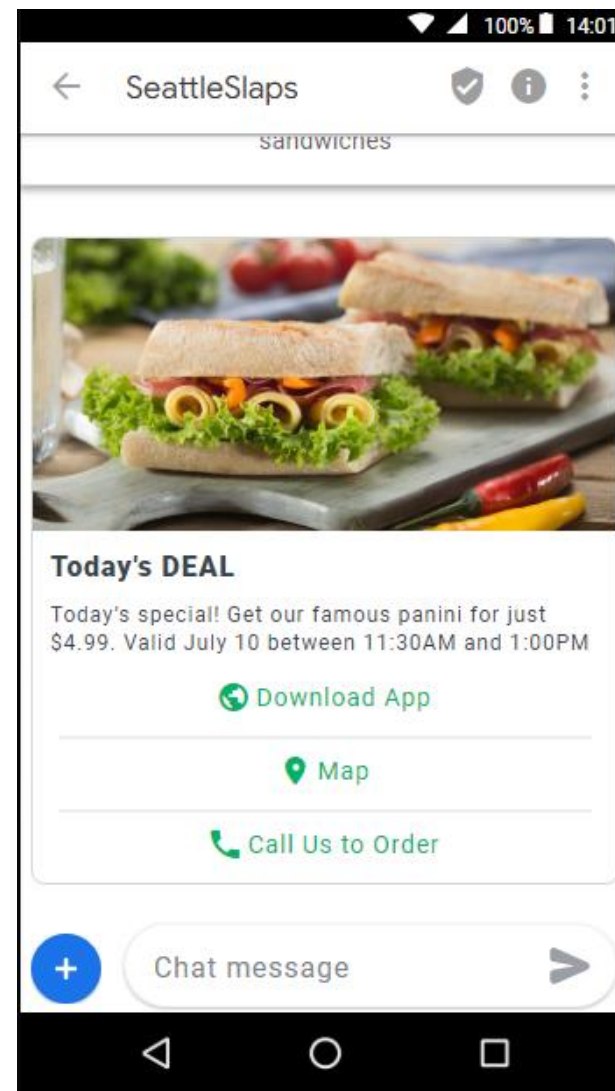 100% 14:01
SeattleSlaps
sandwiches
Today's DEAL
Today's special! Get our famous panini for just
$4.99. Valid July 10 between 11:30AM and 1:00PM
Download App
Map
Call Us to Order
Chat message